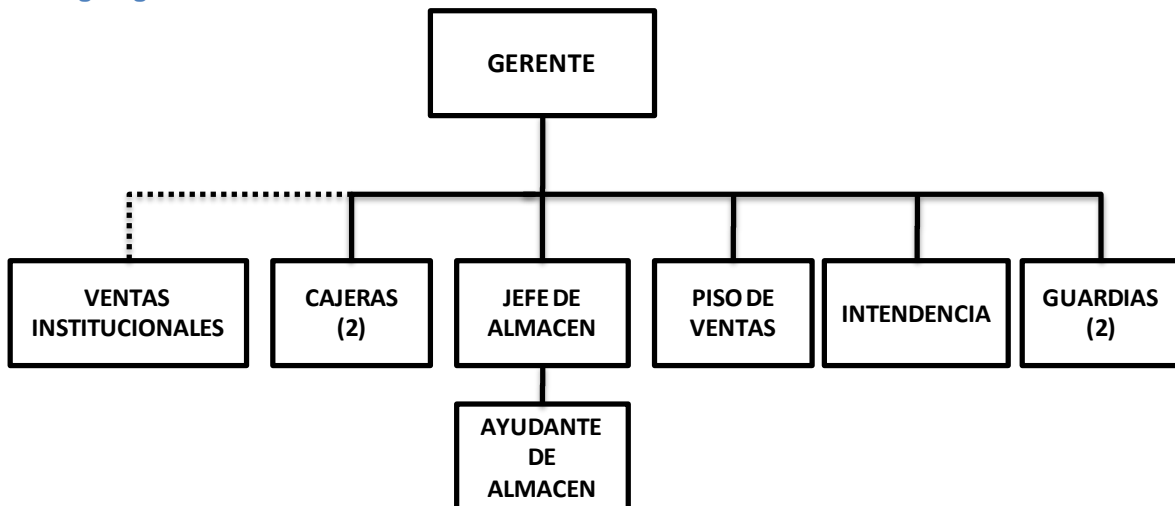 GERENTE
VENTAS
INSTITUCIONALES
CAJERAS
(2)
JEFE DE
ALMACEN
PISO DE
VENTAS
INTENDENCIA
GUARDIAS
(2)
AYUDANTE
DE
ALMACEN